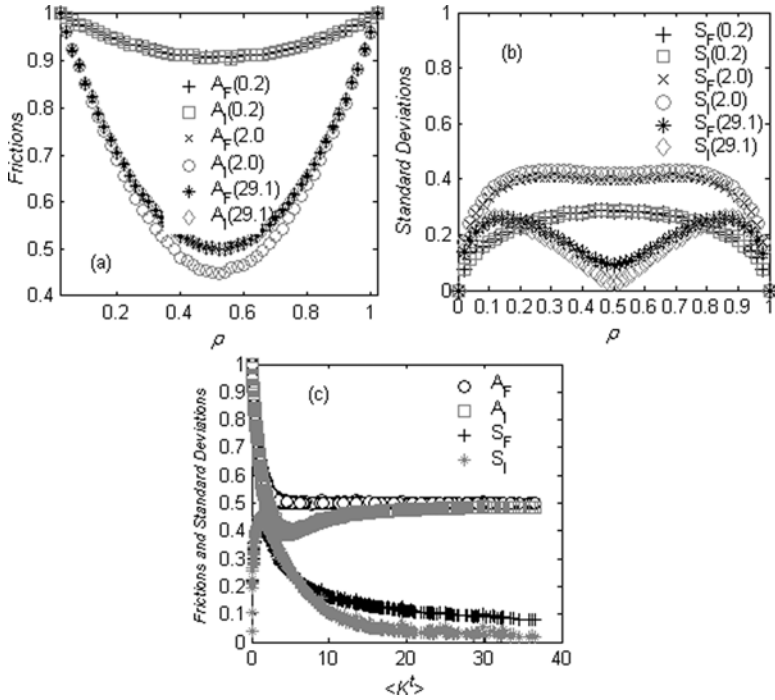 (a)
Frictions
1
0.9
0.8
0.7
0.6
0.5
0.4
A_F(0.2)
A_I(0.2)
A_F(2.0
A_I(2.0)
A_F(29.1)
A_I(29.1)
0.2 0.4 0.6 0.8 1
ρ
(b)
Standard Deviations
1
0.8
0.6
0.4
0.2
0
S_F(0.2)
S_I(0.2)
S_F(2.0)
S_I(2.0)
S_F(29.1)
S_I(29.1)
0 0.1 0.2 0.3 0.4 0.5 0.6 0.7 0.8 0.9 1
ρ
(c)
Frictions and Standard Deviations
1
0.9
0.8
0.7
0.6
0.5
0.4
0.3
0.2
0.1
0
A_F
A_I
S_F
S_I
0 10 20 30 40
<K^t>